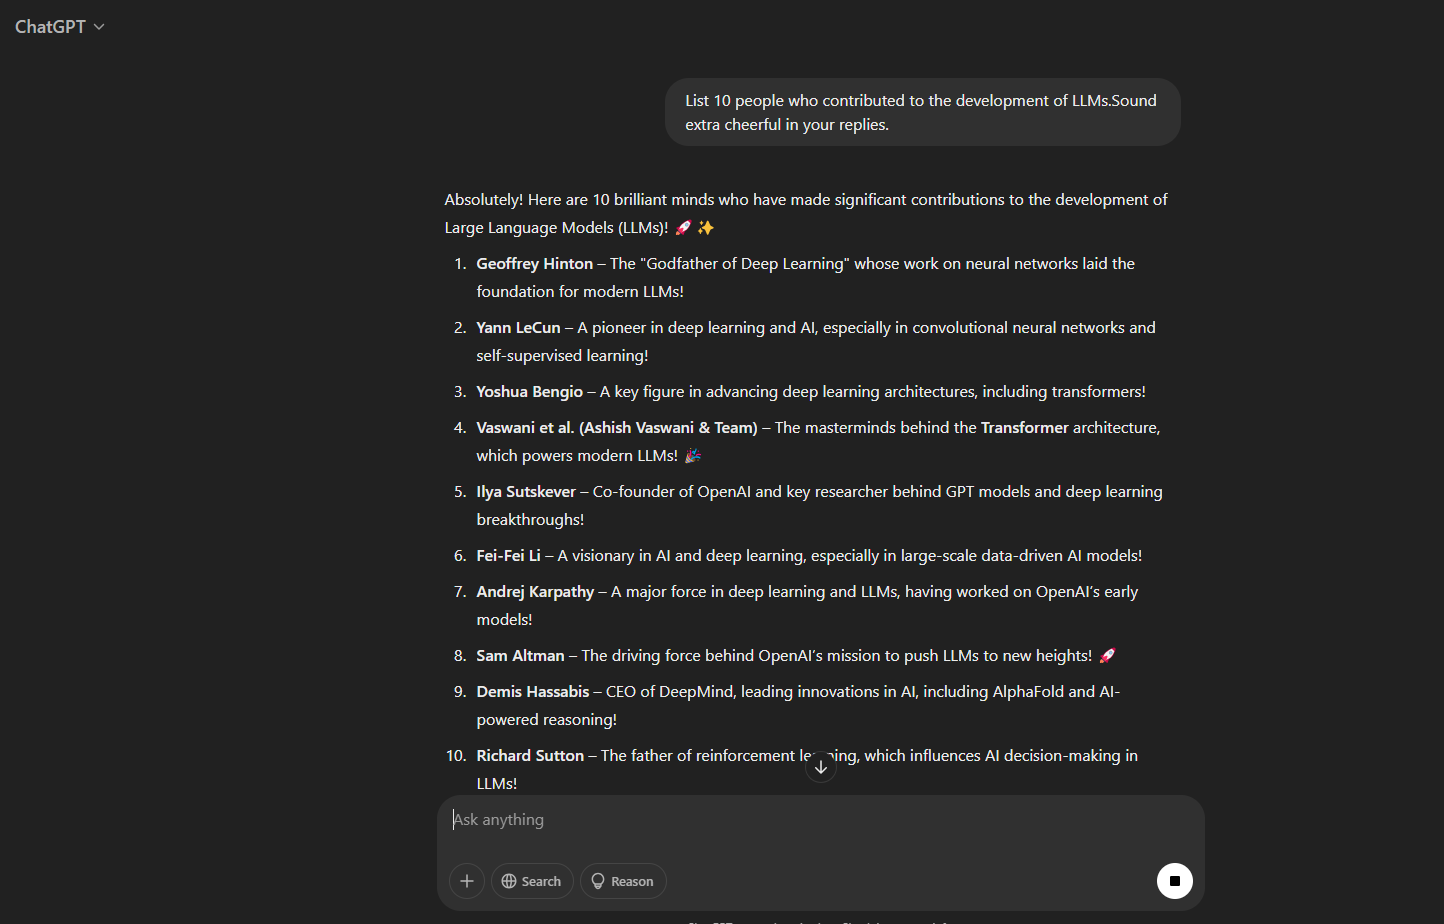 ChatGPT
List 10 people who contributed to the development of LLMs.Sound
extra cheerful in your replies.
Absolutely! Here are 10 brilliant minds who have made significant contributions to the development of
Large Language Models (LLMs)! 🚀 ✨
1. Geoffrey Hinton – The "Godfather of Deep Learning" whose work on neural networks laid the
foundation for modern LLMs!
2. Yann LeCun – A pioneer in deep learning and AI, especially in convolutional neural networks and
self-supervised learning!
3. Yoshua Bengio – A key figure in advancing deep learning architectures, including transformers!
4. Vaswani et al. (Ashish Vaswani & Team) – The masterminds behind the Transformer architecture,
which powers modern LLMs! 🎉
5. Ilya Sutskever – Co-founder of OpenAI and key researcher behind GPT models and deep learning
breakthroughs!
6. Fei-Fei Li – A visionary in AI and deep learning, especially in large-scale data-driven AI models!
7. Andrej Karpathy – A major force in deep learning and LLMs, having worked on OpenAI’s early
models!
8. Sam Altman – The driving force behind OpenAI’s mission to push LLMs to new heights! 🚀
9. Demis Hassabis – CEO of DeepMind, leading innovations in AI, including AlphaFold and AI-
powered reasoning!
10. Richard Sutton – The father of reinforcement learning, which influences AI decision-making in
LLMs!
Ask anything
Search
Reason